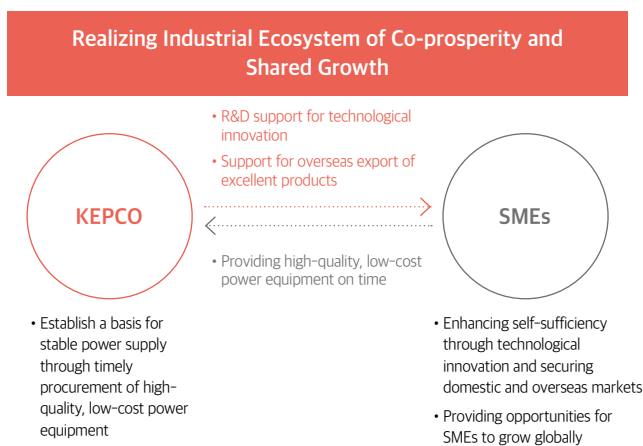 Realizing Industrial Ecosystem of Co-prosperity and
Shared Growth
• R&D support for technological
innovation
• Support for overseas export of
excellent products
KEPCO
SMEs
• Providing high-quality, low-cost
power equipment on time
• Establish a basis for
stable power supply
through timely
procurement of high-
quality, low-cost power
equipment
• Enhancing self-sufficiency
through technological
innovation and securing
domestic and overseas markets
• Providing opportunities for
SMEs to grow globally